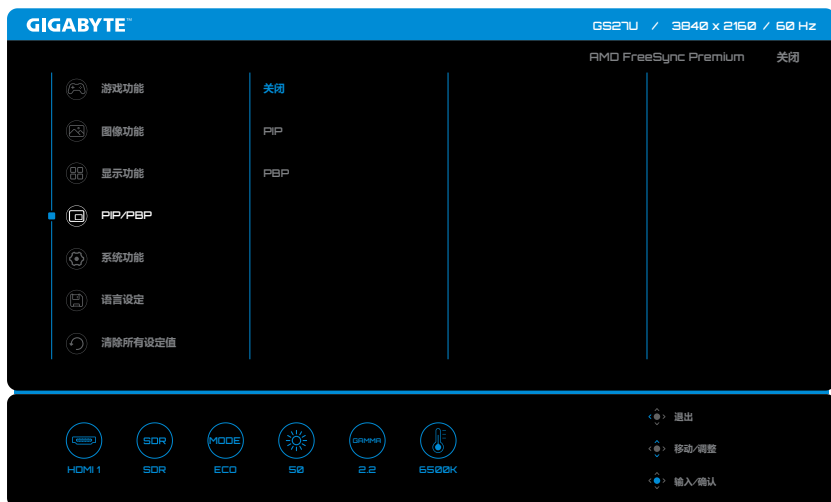 GIGABYTE™
GS27U / 3840 x 2160 / 60 Hz
AMD FreeSync Premium 关闭
游戏功能 关闭
图像功能 PIP
显示功能 PBP
PIP/PBP
系统功能
语言设定
清除所有设定值
退出
移动/调整
输入/确认
SDR MODE GAMMA
HDMI 1 SDR ECO 50 2.2 6500K